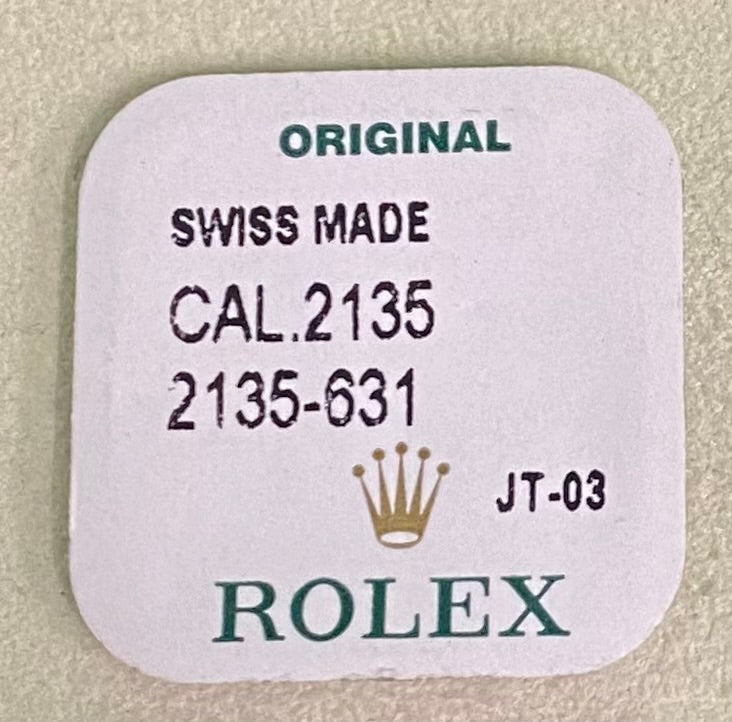 ORIGINAL
SWISS MADE
CAL.2135
2135-631
JT-03
ROLEX